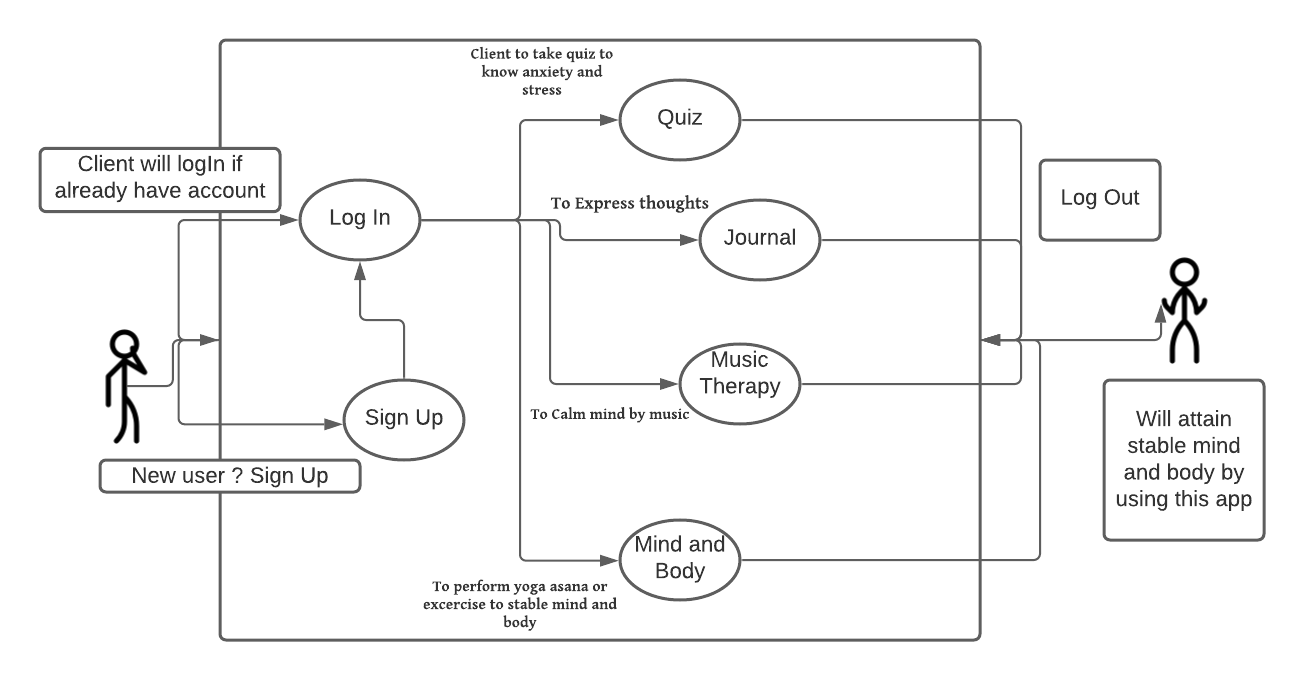 Client to take quiz to
know anxiety and
stress
Quiz
Client will logIn if
already have account
Log In
To Express thoughts
Journal
Log Out
Music
Therapy
To Calm mind by music
Sign Up
New user ? Sign Up
Will attain
stable mind
and body by
using this app
Mind and
Body
To perform yoga asana or
excercise to stable mind and
body